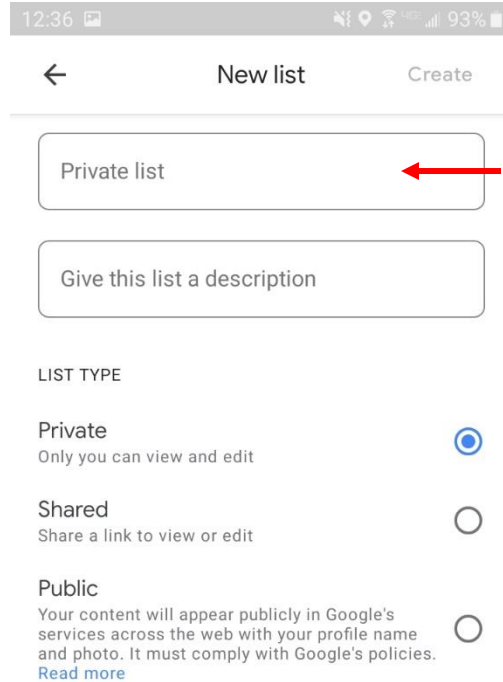 12:36 93%
New list Create
Private list
Give this list a description
LIST TYPE
Private
Only you can view and edit
Shared
Share a link to view or edit
Public
Your content will appear publicly in Google's
services across the web with your profile name
and photo. It must comply with Google's policies.
Read more